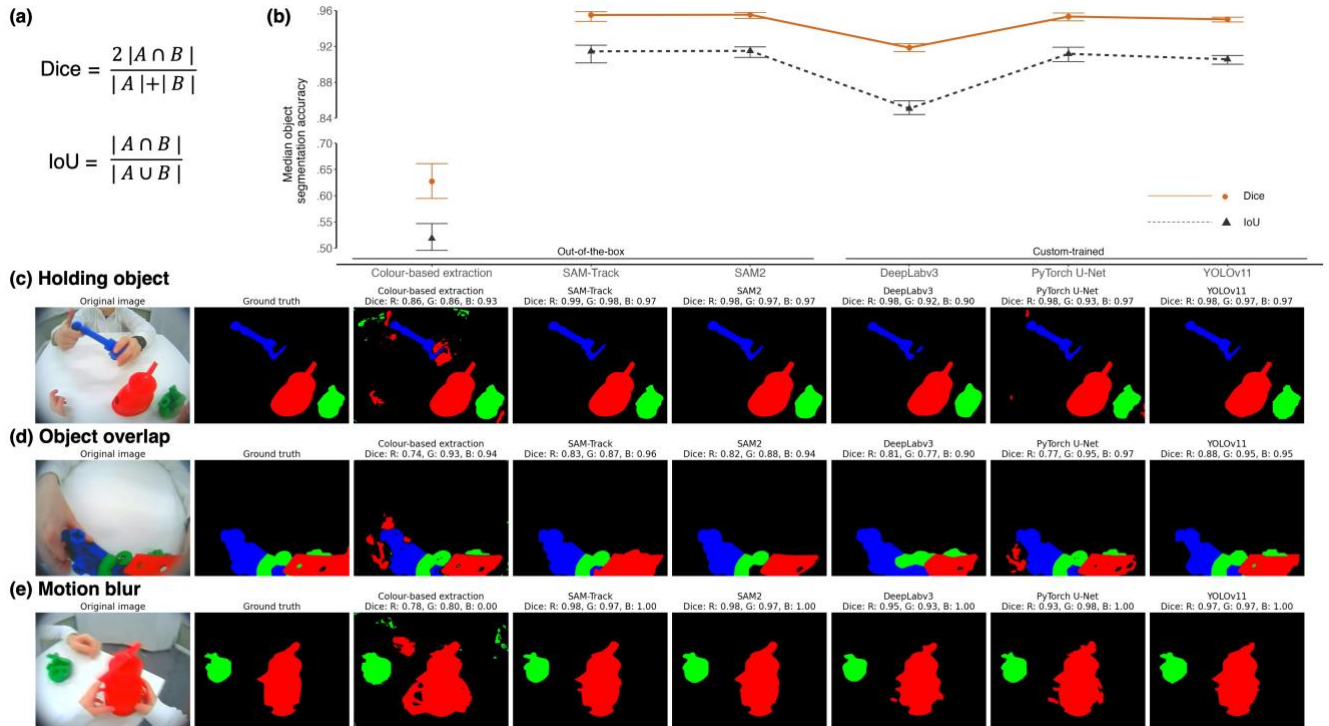 (a)
Dice = 2 |A ∩ B | / | A |+| B |
IoU = | A ∩ B | / | A ∪ B |
(b)
Median object
segmentation accuracy
.96
.92
.88
.84
.70
.65
.60
.55
.50
Dice
IoU
Out-of-the-box
Custom-trained
Colour-based extraction
SAM-Track
SAM2
DeepLabv3
PyTorch U-Net
YOLOv11
(c) Holding object
Original image
Ground truth
Colour-based extraction
Dice: R: 0.86, G: 0.86, B: 0.93
SAM-Track
Dice: R: 0.99, G: 0.98, B: 0.97
SAM2
Dice: R: 0.98, G: 0.97, B: 0.97
DeepLabv3
Dice: R: 0.98, G: 0.92, B: 0.90
PyTorch U-Net
Dice: R: 0.98, G: 0.93, B: 0.97
YOLOv11
Dice: R: 0.98, G: 0.97, B: 0.97
(d) Object overlap
Original image
Ground truth
Colour-based extraction
Dice: R: 0.74, G: 0.93, B: 0.94
SAM-Track
Dice: R: 0.83, G: 0.87, B: 0.96
SAM2
Dice: R: 0.82, G: 0.88, B: 0.94
DeepLabv3
Dice: R: 0.81, G: 0.77, B: 0.90
PyTorch U-Net
Dice: R: 0.77, G: 0.95, B: 0.97
YOLOv11
Dice: R: 0.88, G: 0.95, B: 0.95
(e) Motion blur
Original image
Ground truth
Colour-based extraction
Dice: R: 0.78, G: 0.80, B: 0.00
SAM-Track
Dice: R: 0.98, G: 0.97, B: 1.00
SAM2
Dice: R: 0.98, G: 0.97, B: 1.00
DeepLabv3
Dice: R: 0.95, G: 0.93, B: 1.00
PyTorch U-Net
Dice: R: 0.93, G: 0.98, B: 1.00
YOLOv11
Dice: R: 0.97, G: 0.97, B: 1.00